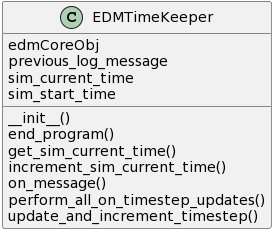 C EDMTimeKeeper
edmCoreObj
previous_log_message
sim_current_time
sim_start_time
__init__()
end_program()
get_sim_current_time()
increment_sim_current_time()
on_message()
perform_all_on_timestep_updates()
update_and_increment_timestep()